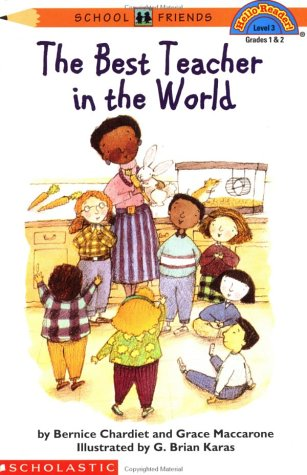 SCHOOL FRIENDS
Hello Reader!
Level 3
Grades 1 & 2
The Best Teacher
in the World
by Bernice Chardiet and Grace Maccarone
Illustrated by G. Brian Karas
SCHOLASTIC